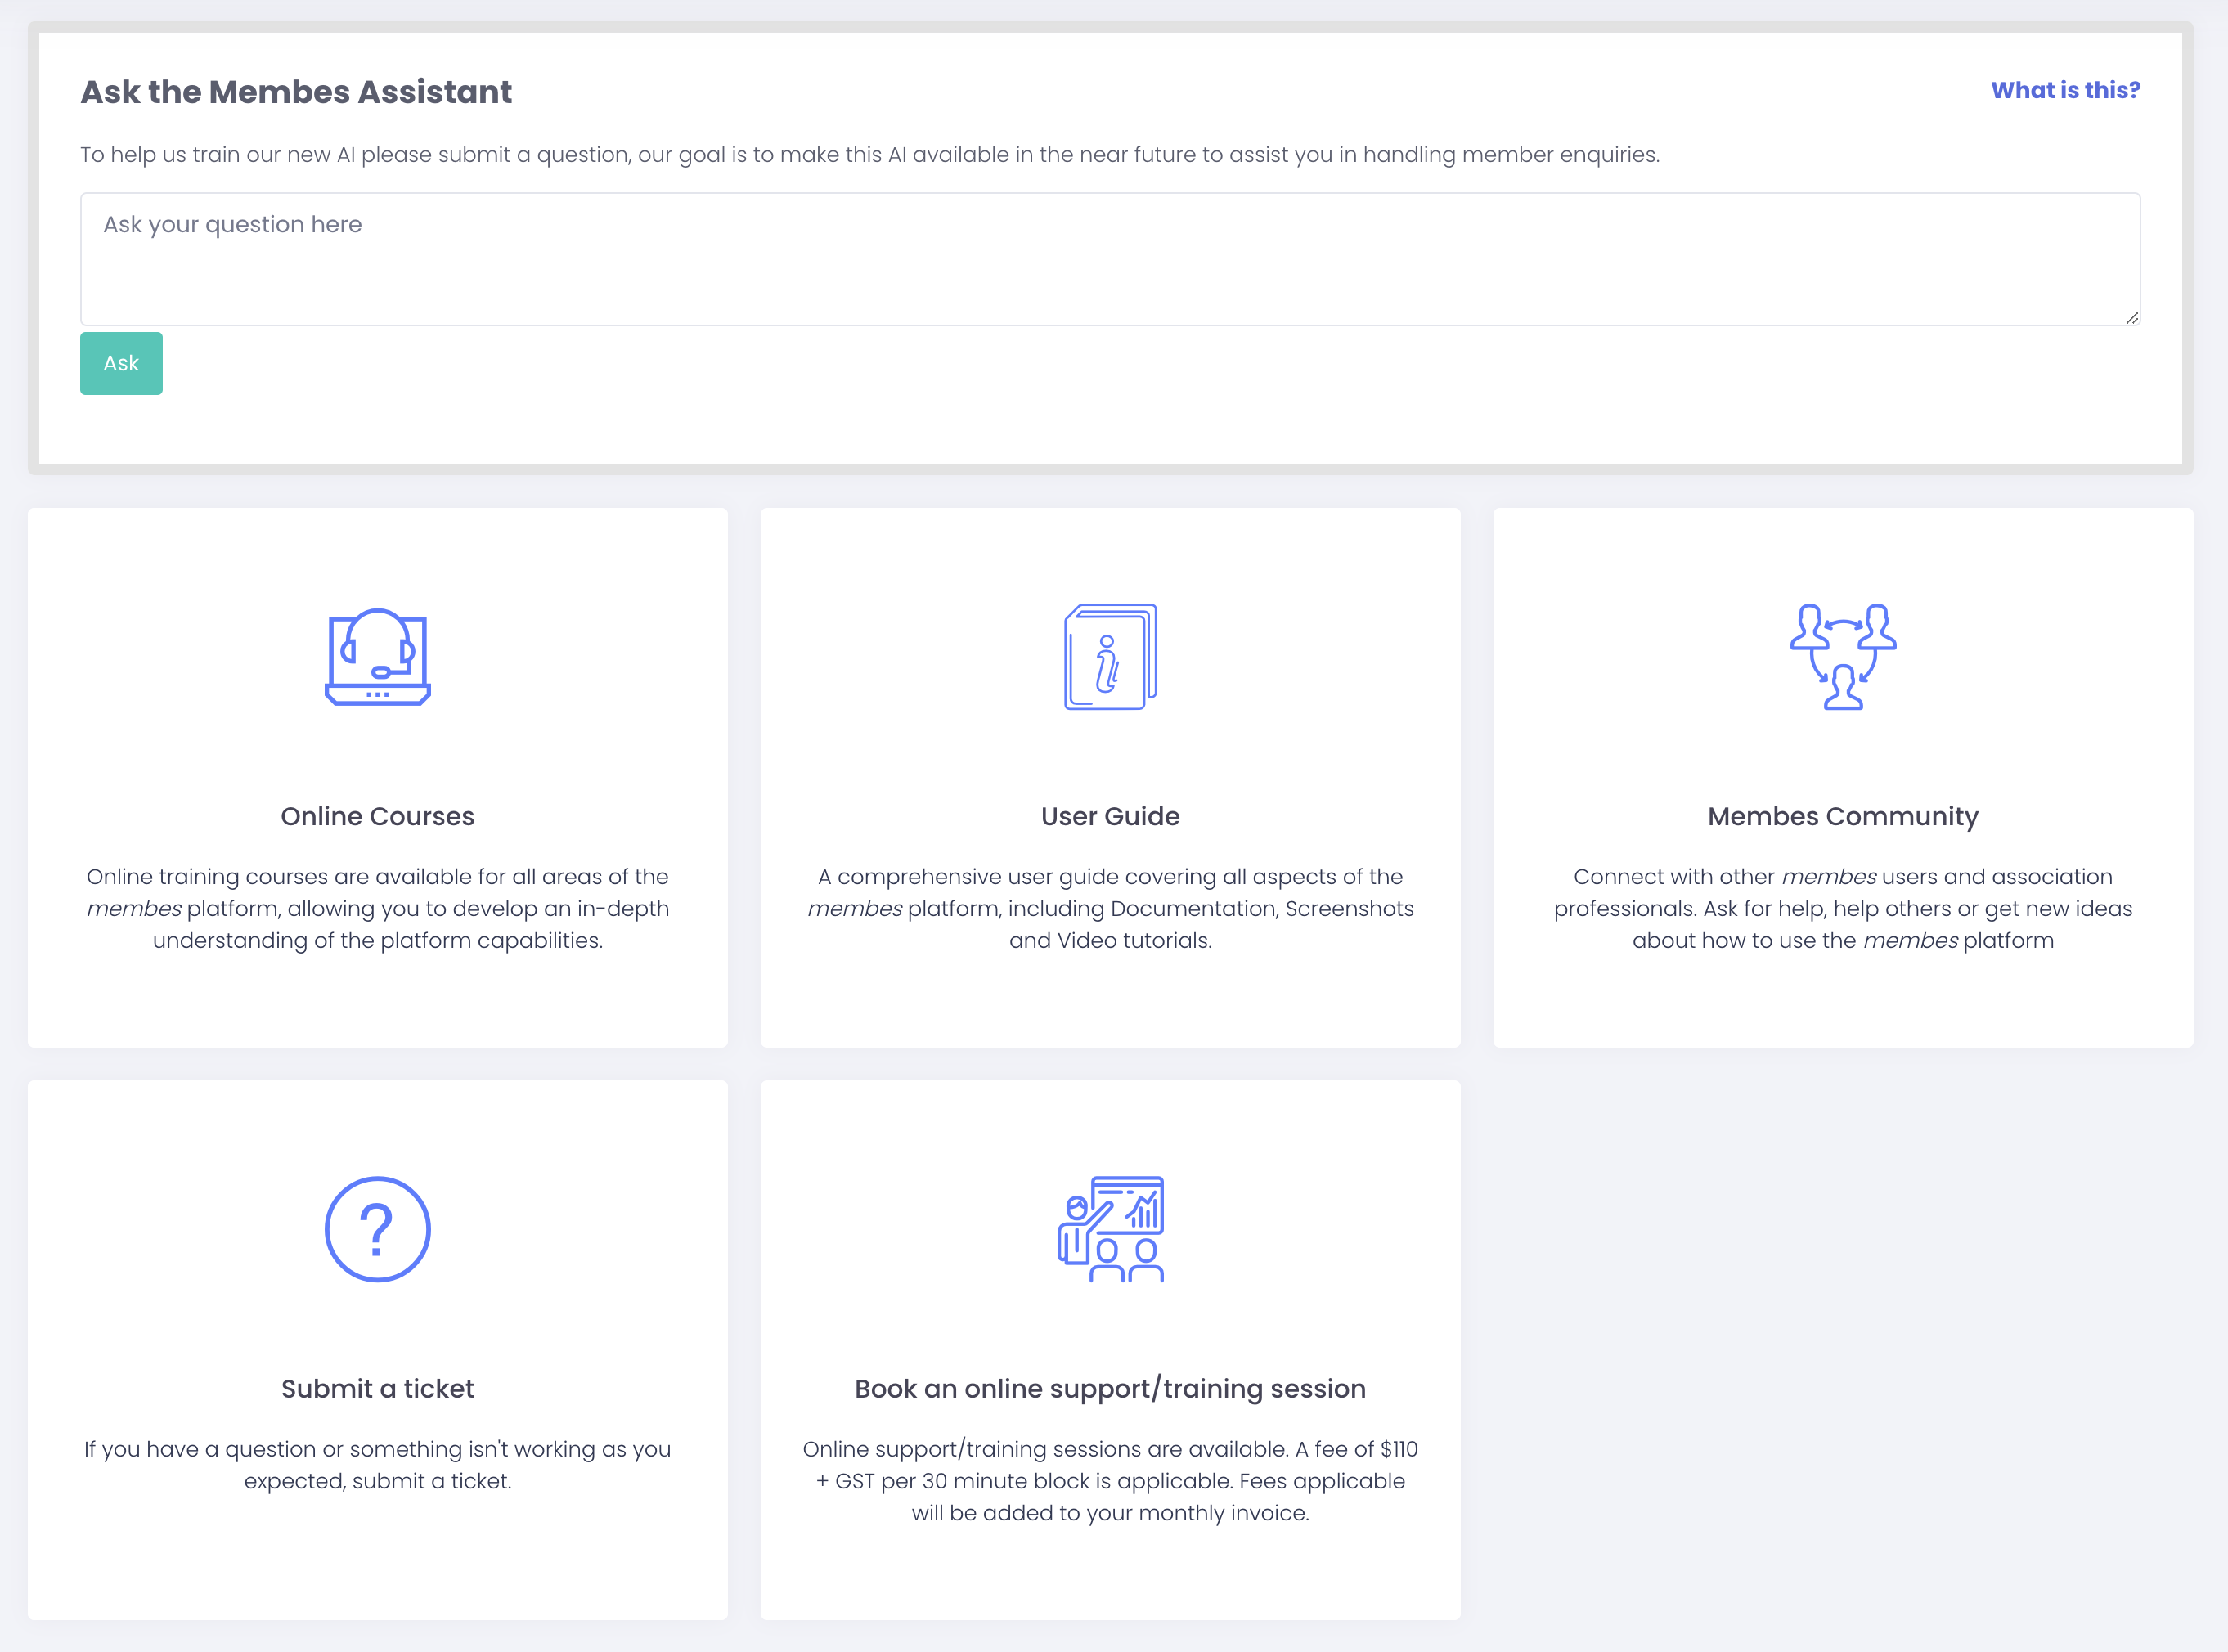 Ask the Membes Assistant
What is this?
To help us train our new AI please submit a question, our goal is to make this AI available in the near future to assist you in handling member enquiries.
Ask your question here
Ask
Online Courses
Online training courses are available for all areas of the
membes platform, allowing you to develop an in-depth
understanding of the platform capabilities.
User Guide
A comprehensive user guide covering all aspects of the
membes platform, including Documentation, Screenshots
and Video tutorials.
Membes Community
Connect with other membes users and association
professionals. Ask for help, help others or get new ideas
about how to use the membes platform
Submit a ticket
If you have a question or something isn't working as you
expected, submit a ticket.
Book an online support/training session
Online support/training sessions are available. A fee of $110
+ GST per 30 minute block is applicable. Fees applicable
will be added to your monthly invoice.